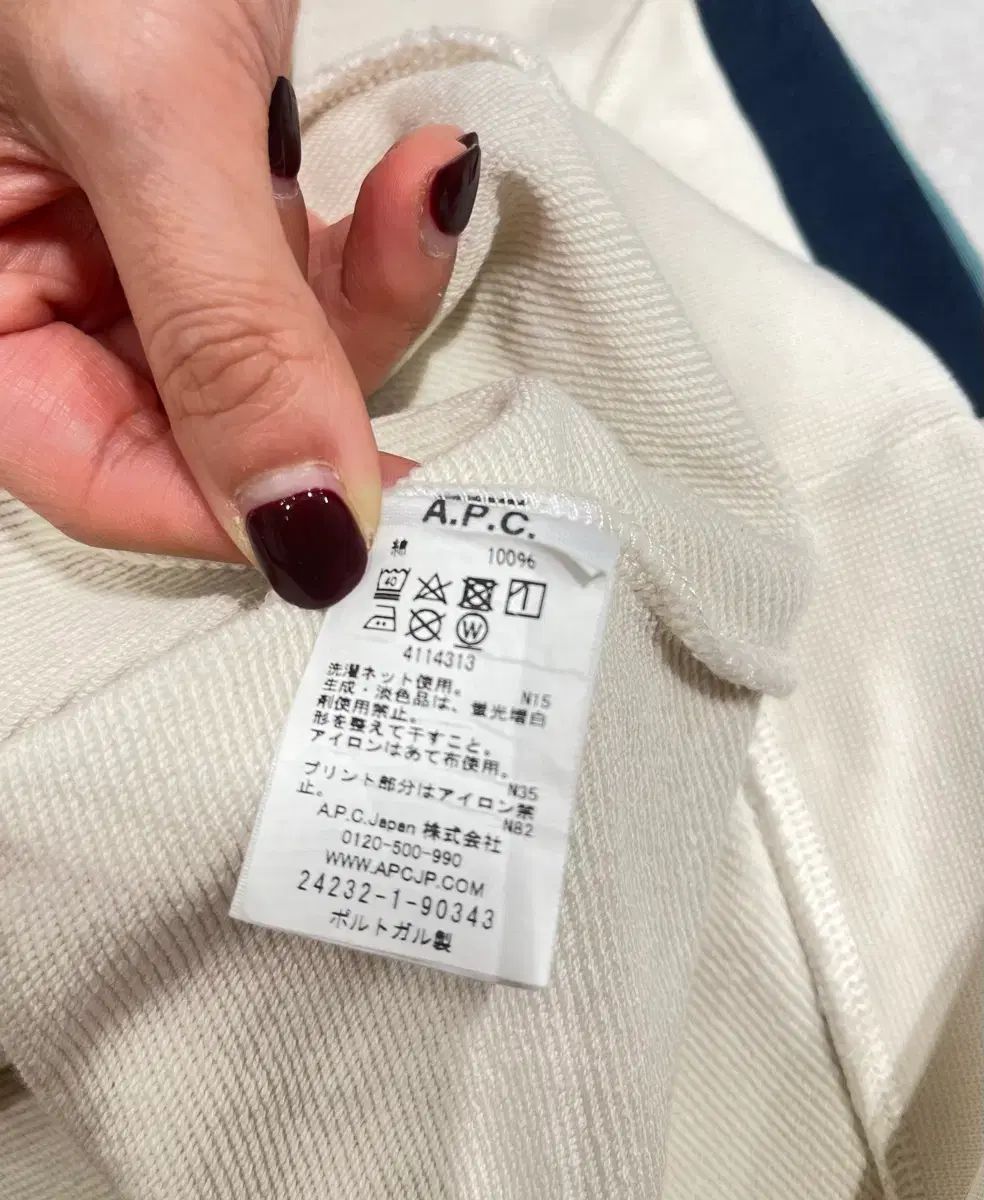 A.P.C.
綿 100%
40
W
4114313
洗濯ネット使用。 N15
生成・淡色品は、蛍光増白
剤使用禁止。
形を整えて干すこと。
アイロンはあて布使用。
N35
プリント部分はアイロン禁
止。
N82
A.P.C.Japan 株式会社
0120-500-990
WWW.APCJP.COM
24232-1-90343
ポルトガル製